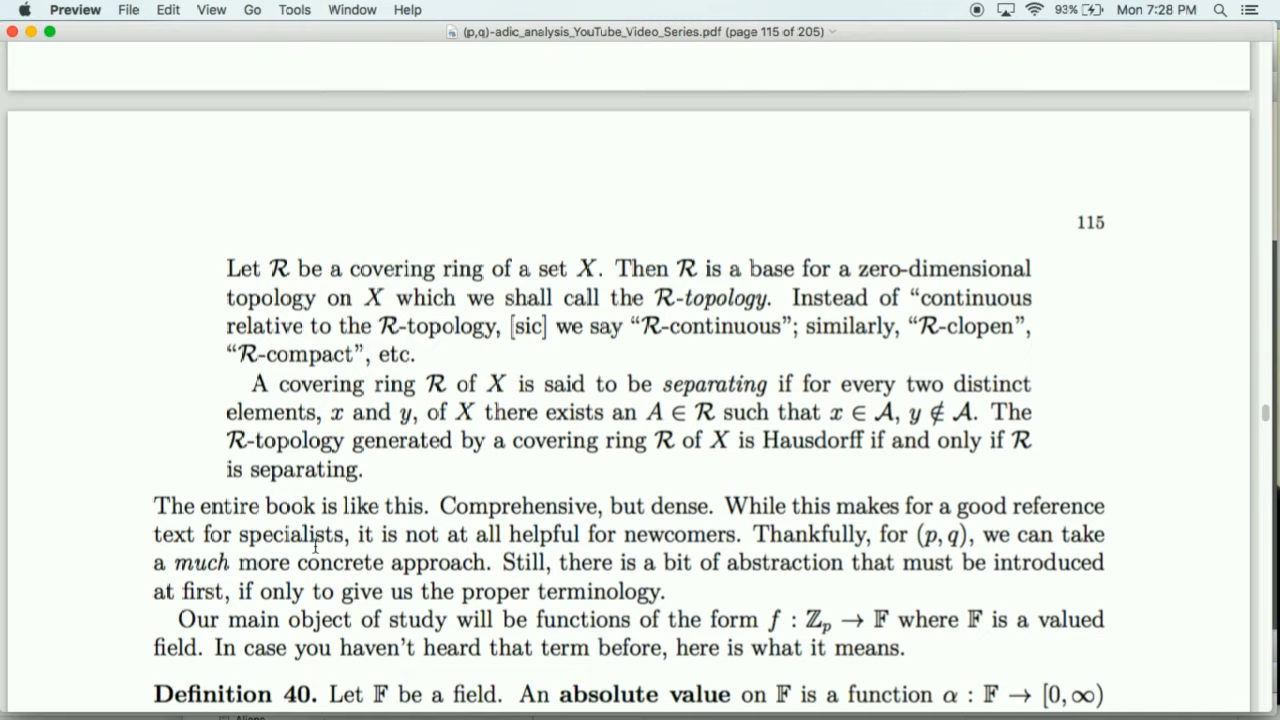 Preview File Edit View Go Tools Window Help 93% Mon 7:28 PM
(p,q)-adic_analysis_YouTube_Video_Series.pdf (page 115 of 205)
115
Let ℛ be a covering ring of a set X. Then ℛ is a base for a zero-dimensional
topology on X which we shall call the ℛ-topology. Instead of “continuous
relative to the ℛ-topology, [sic] we say “ℛ-continuous”; similarly, “ℛ-clopen”,
“ℛ-compact”, etc.
A covering ring ℛ of X is said to be separating if for every two distinct
elements, x and y, of X there exists an A ∈ ℛ such that x ∈ A, y ∉ A. The
ℛ-topology generated by a covering ring ℛ of X is Hausdorff if and only if ℛ
is separating.
The entire book is like this. Comprehensive, but dense. While this makes for a good reference
text for specialists, it is not at all helpful for newcomers. Thankfully, for (p, q), we can take
a much more concrete approach. Still, there is a bit of abstraction that must be introduced
at first, if only to give us the proper terminology.
Our main object of study will be functions of the form f : ℤₚ → 𝔽 where 𝔽 is a valued
field. In case you haven’t heard that term before, here is what it means.
Definition 40. Let 𝔽 be a field. An absolute value on 𝔽 is a function α : 𝔽 → [0, ∞)